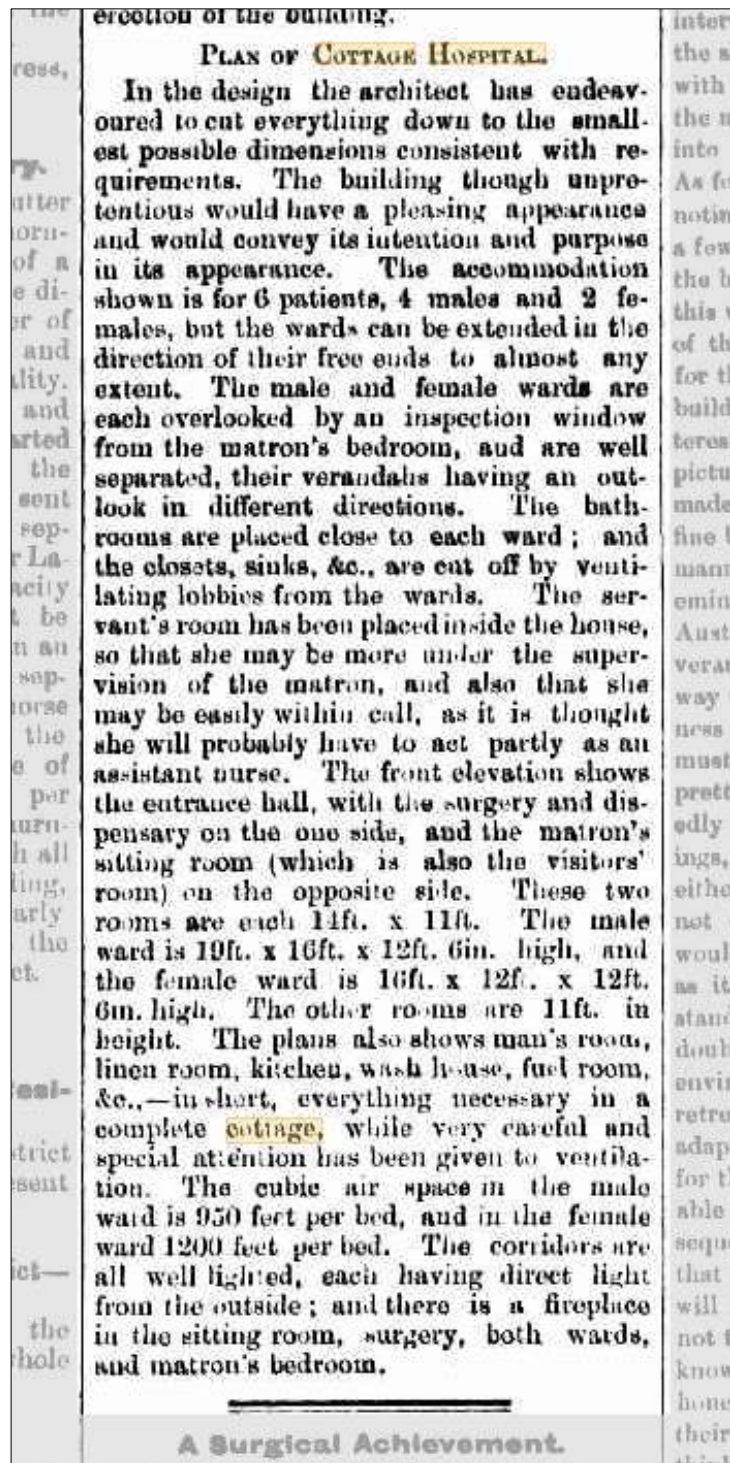 erection of the building.
PLAN OF COTTAGE HOSPITAL.
In the design the architect has endeav-
oured to cut everything down to the small-
est possible dimensions consistent with re-
quirements. The building though unpre-
tentious would have a pleasing appearance
and would convey its intention and purpose
in its appearance. The accommodation
shown is for 6 patients, 4 males and 2 fe-
males, but the wards can be extended in the
direction of their free ends to almost any
extent. The male and female wards are
each overlooked by an inspection window
from the matron's bedroom, and are well
separated, their verandahs having an out-
look in different directions. The bath-
rooms are placed close to each ward; and
the closets, sinks, &c., are cut off by venti-
lating lobbies from the wards. The ser-
vant's room has been placed inside the house,
so that she may be more under the super-
vision of the matron, and also that she
may be easily within call, as it is thought
she will probably have to act partly as an
assistant nurse. The front elevation shows
the entrance hall, with the surgery and dis-
pensary on the one side, and the matron's
sitting room (which is also the visitors'
room) on the opposite side. These two
rooms are each 14ft. x 11ft. The male
ward is 19ft. x 16ft. x 12ft. 6in. high, and
the female ward is 16ft. x 12ft. x 12ft.
6in. high. The other rooms are 11ft. in
height. The plans also shows man's room,
linen room, kitchen, wash house, fuel room,
&c.,—in short, everything necessary in a
complete cottage, while very careful and
special attention has been given to ventila-
tion. The cubic air space in the male
ward is 950 feet per bed, and in the female
ward 1200 feet per bed. The corridors are
all well lighted, each having direct light
from the outside; and there is a fireplace
in the sitting room, surgery, both wards,
and matron's bedroom.
A Surgical Achievement.